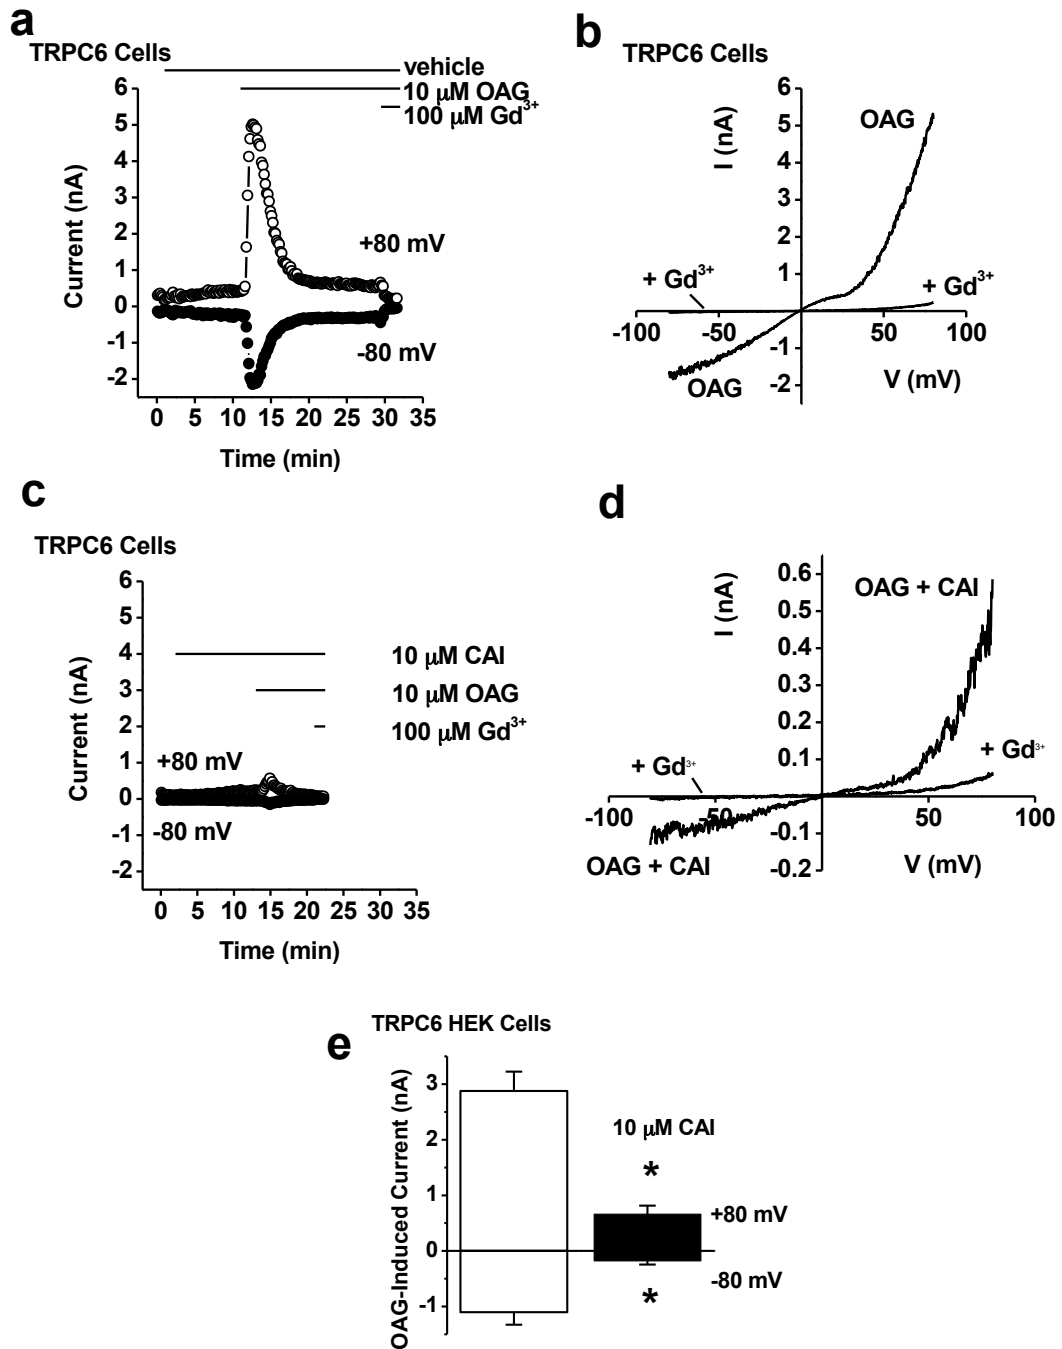 a
TRPC6 Cells
vehicle
10 μM OAG
100 μM Gd3+
6
5
4
3
2
1
0
-1
-2
Current (nA)
+80 mV
-80 mV
0 5 10 15 20 25 30 35
Time (min)
b
TRPC6 Cells
6
5
4
3
2
1
-1
-2
I (nA)
OAG
+ Gd3+
+ Gd3+
-100 -50 50 100
OAG
V (mV)
c
TRPC6 Cells
6
5
4
3
2
1
0
-1
-2
Current (nA)
10 μM CAI
10 μM OAG
100 μM Gd3+
+80 mV
-80 mV
0 5 10 15 20 25 30 35
Time (min)
d
0.6
0.5
0.4
0.3
0.2
0.1
-0.1
-0.2
I (nA)
OAG + CAI
+ Gd3+
+ Gd3+
-100 -50 50 100
OAG + CAI
V (mV)
e
TRPC6 HEK Cells
3
2
1
0
-1
OAG-Induced Current (nA)
10 μM CAI
*
+80 mV
-80 mV
*